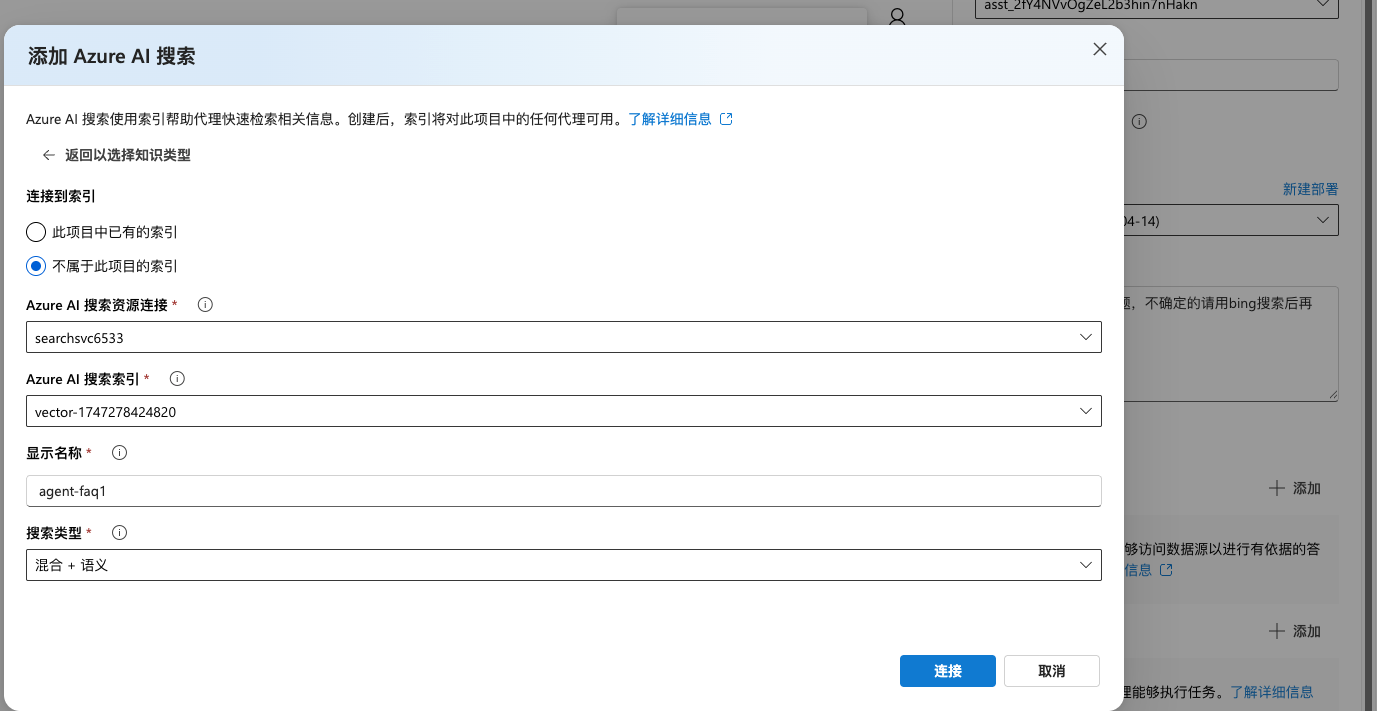 asst_2fY4NVvOgZeL2b3hin7nHakn
添加 Azure AI 搜索
Azure AI 搜索使用索引帮助代理快速检索相关信息。创建后，索引将对此项目中的任何代理可用。了解详细信息
返回以选择知识类型
连接到索引
此项目中已有的索引
不属于此项目的索引
Azure AI 搜索资源连接 *
searchsvc6533
Azure AI 搜索索引 *
vector-1747278424820
显示名称 *
agent-faq1
搜索类型 *
混合 + 语义
连接
取消
新建部署
04-14)
题，不确定的请用bing搜索后再
添加
够访问数据源以进行有依据的答
信息
添加
理能够执行任务。了解详细信息